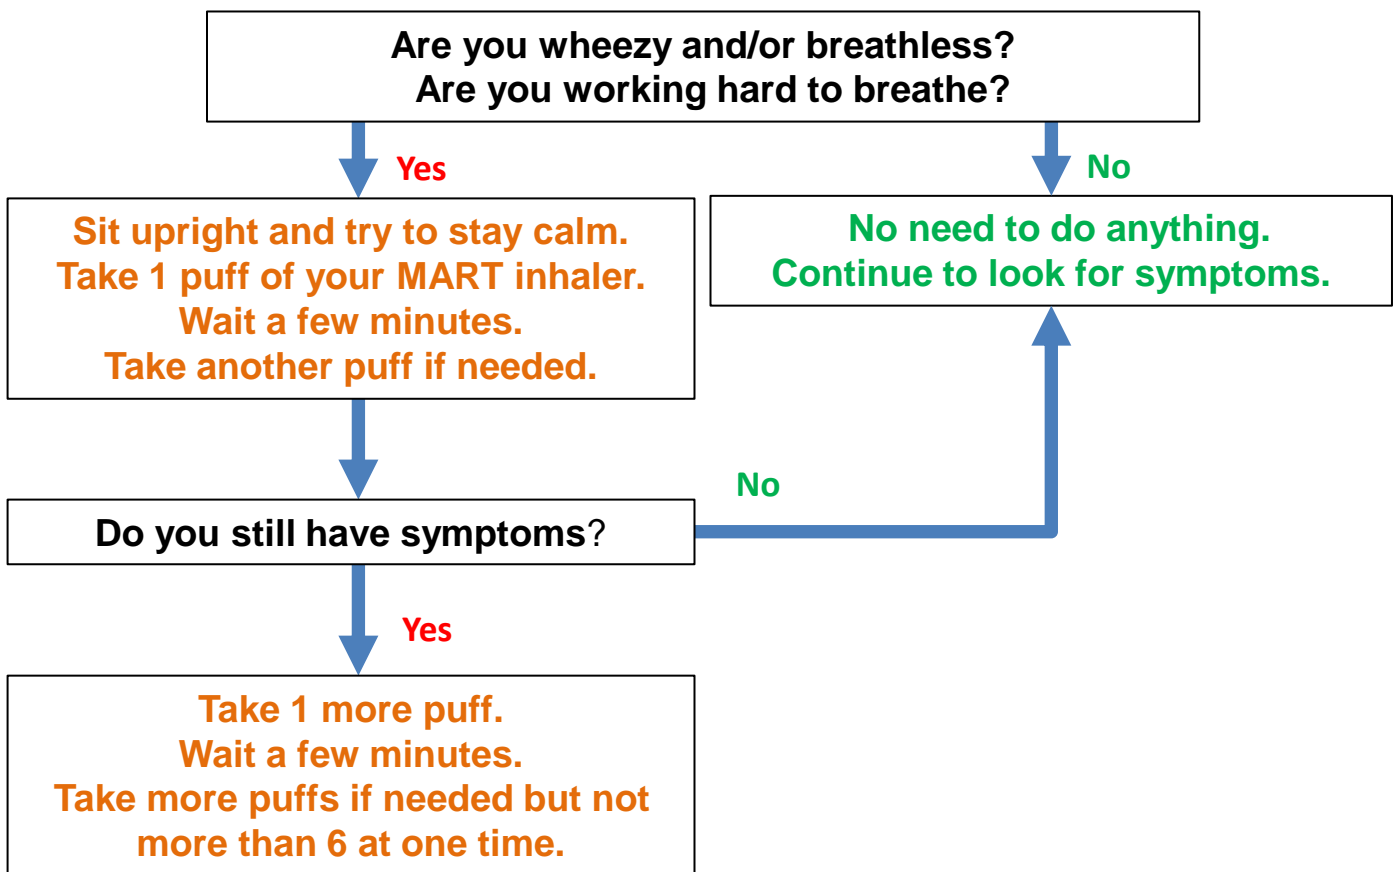 Are you wheezy and/or breathless?
Are you working hard to breathe?
Yes
No
Sit upright and try to stay calm.
Take 1 puff of your MART inhaler.
Wait a few minutes.
Take another puff if needed.
No need to do anything.
Continue to look for symptoms.
No
Do you still have symptoms?
Yes
Take 1 more puff.
Wait a few minutes.
Take more puffs if needed but not
more than 6 at one time.